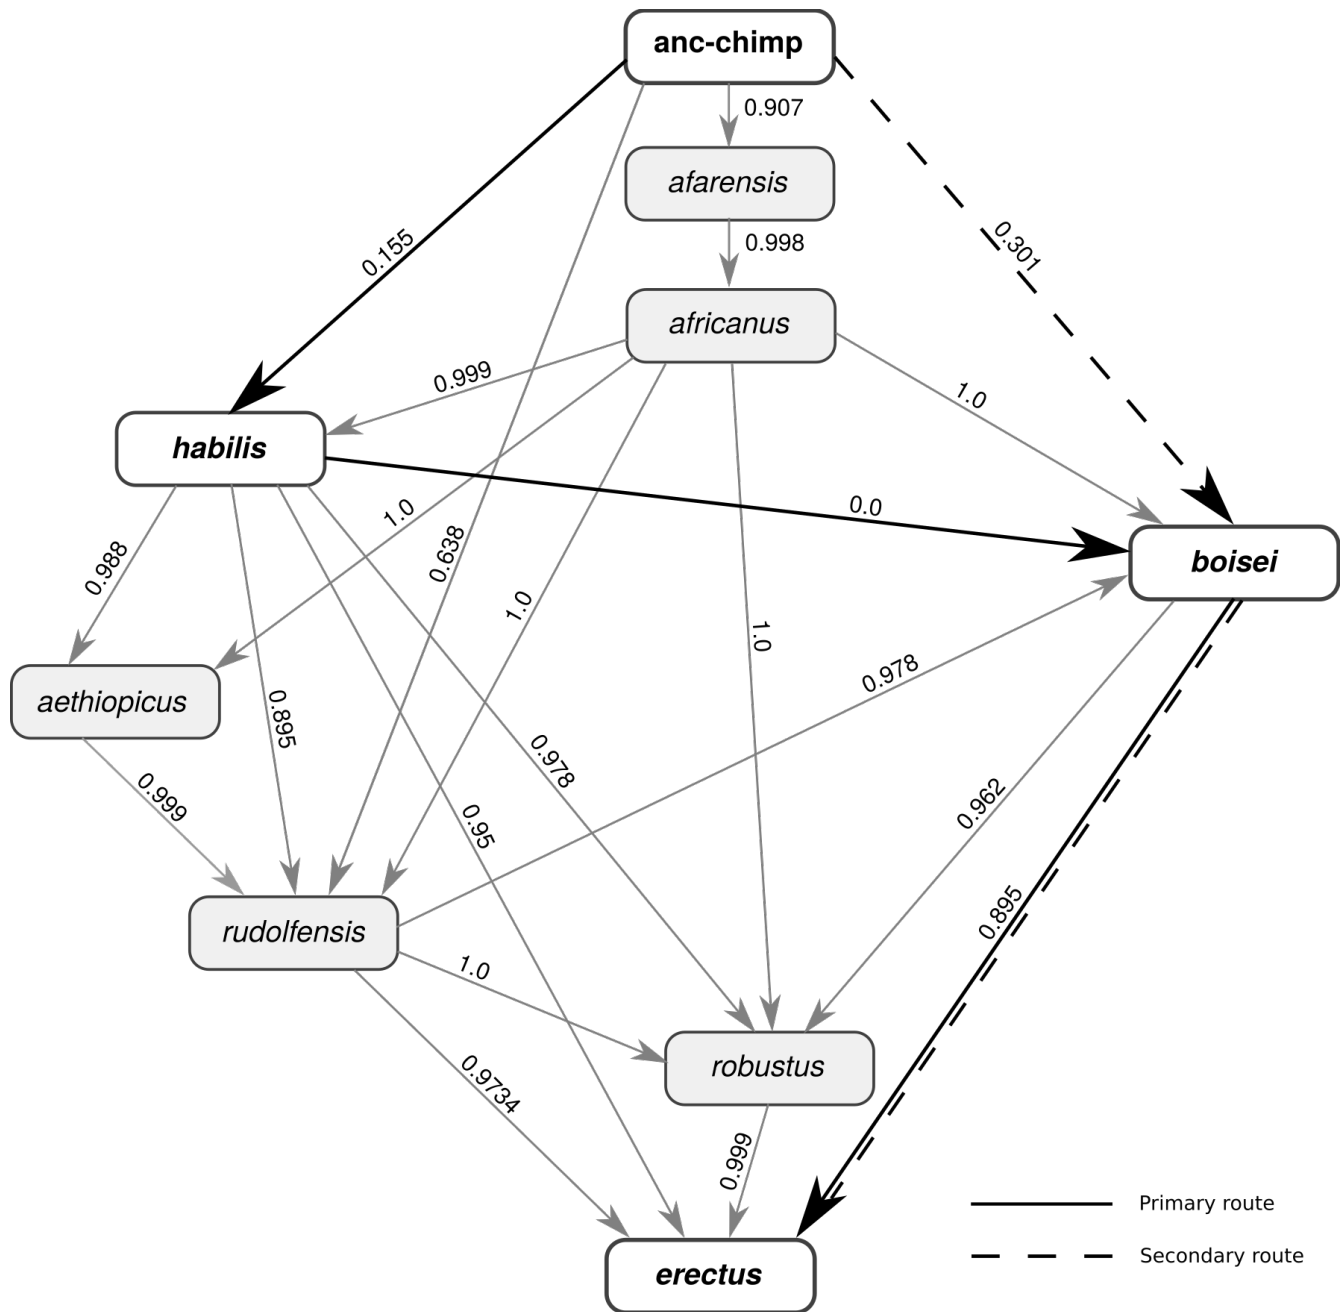 anc-chimp
0.907
afarensis
0.998
0.301
0.155
africanus
0.999
1.0
habilis
0.0
1.0
0.638
0.988
boisei
1.0
1.0
0.978
aethiopicus
0.895
0.978
0.999
0.95
0.962
rudolfensis
0.895
1.0
robustus
0.9734
0.999
Primary route
Secondary route
erectus